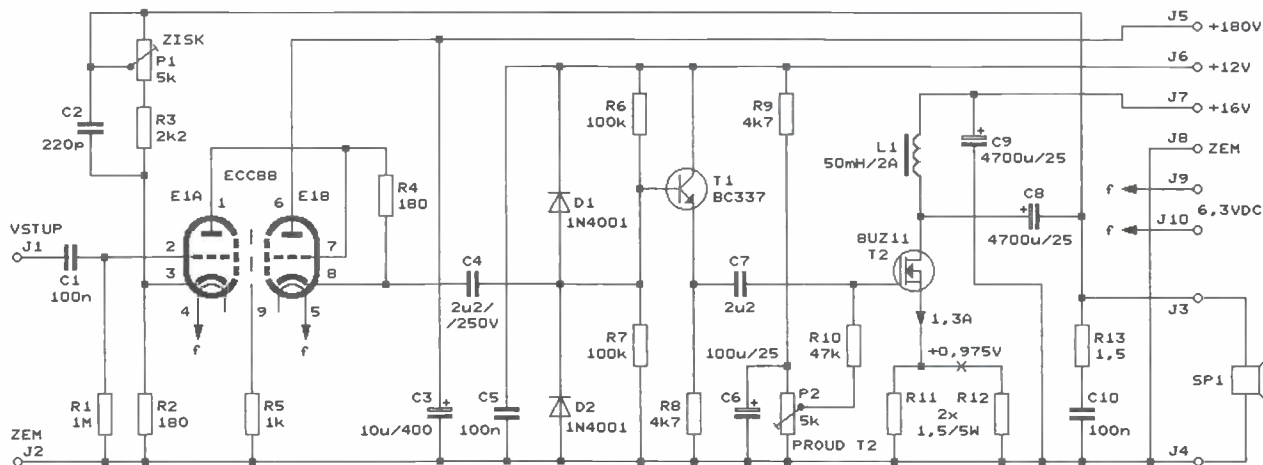 J5
+180V
ZISK
P1
5k
J6
+12V
C2
220p
R3
2k2
R6
100k
R9
4k7
J7
+16V
L1
50mH/2A
C9
4700u/25
J8
ZEM
ECC88
E1A
1
6
E1B
R4
180
T1
BC337
J9
f
C8
4700u/25
6,3VDC
J10
f
D1
1N4001
VSTUP
J1
2
7
BUZ11
T2
C1
100n
3
8
C4
2u2/
/250V
C7
2u2
4
9
5
f
f
1,3A
J3
R7
100k
100u/25
R10
47k
+0,975V
R13
1,5
SP1
R1
1M
R2
180
R5
1k
C3
10u/400
C5
100n
D2
1N4001
R8
4k7
C6
P2
5k
PROUD T2
R11
R12
2x
1,5/5W
C10
100n
ZEM
J2
J4